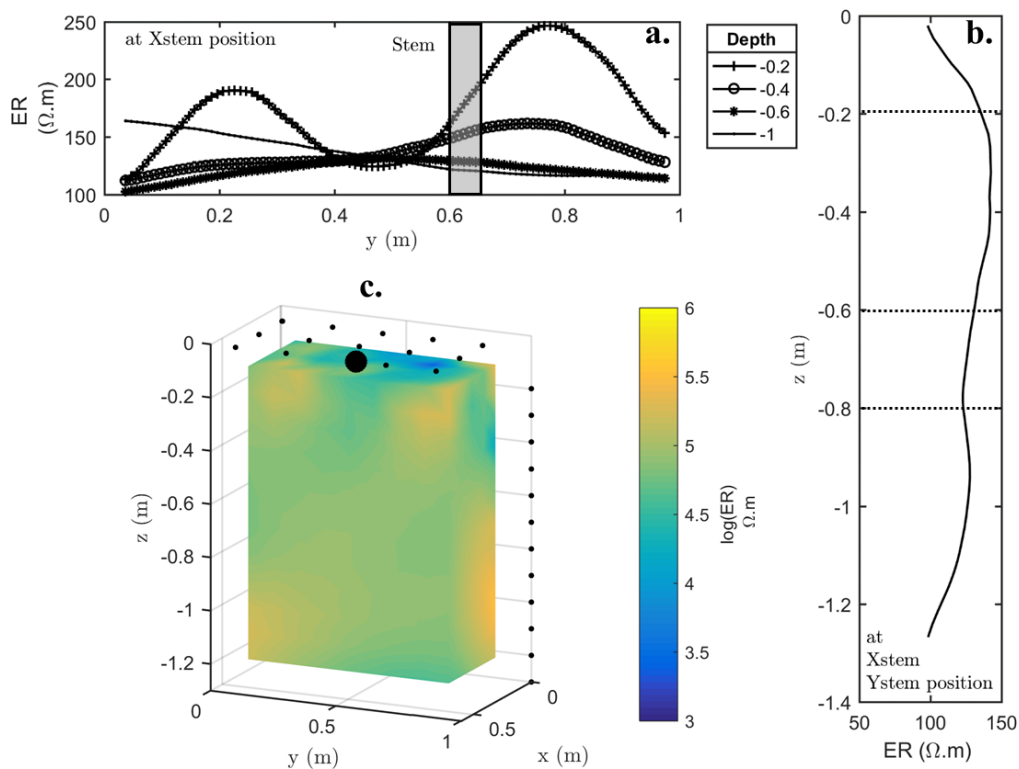 at Xstem position
Stem
a.
250
200
150
100
ER
(Ω.m)
0
0.2
0.4
0.6
0.8
1
y (m)
Depth
-0.2
-0.4
-0.6
-1
b.
0
-0.2
-0.4
-0.6
-0.8
-1
-1.2
-1.4
z (m)
at
Xstem
Ystem position
50
100
150
ER (Ω.m)
c.
0
-0.2
-0.4
-0.6
-0.8
-1
-1.2
z (m)
0
0.5
1
y (m)
0.5
0
x (m)
6
5.5
5
4.5
4
3.5
3
log(ER)
Ω.m